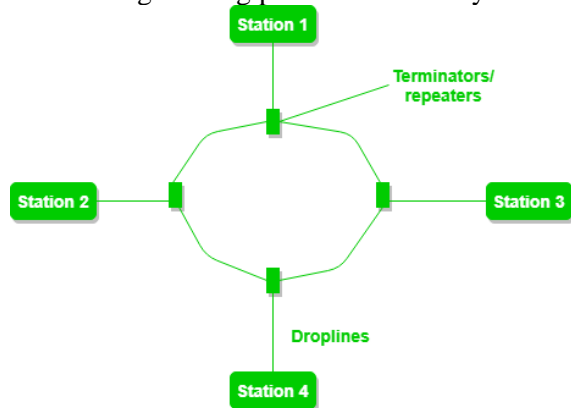 Station 1
Terminators/
repeaters
Station 2
Station 3
Droplines
Station 4